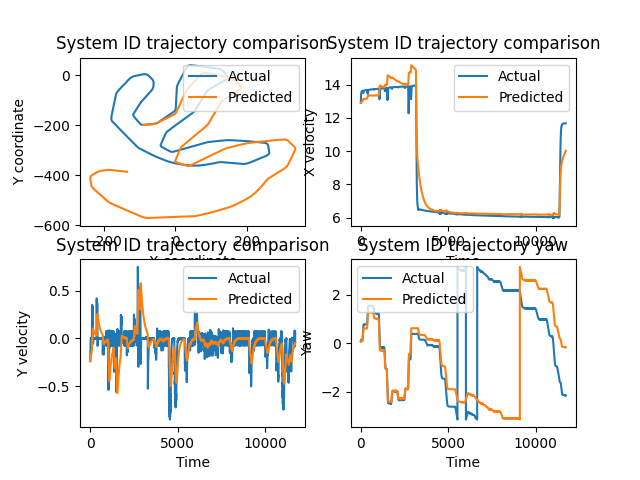 System ID trajectory comparison
System ID trajectory comparison
Y coordinate
0
−200
−400
−600
200
0
200
Actual
Predicted
X velocity
14
12
10
8
6
0
5000
10000
Time
Actual
Predicted
System ID trajectory comparison
System ID trajectory yaw
Y velocity
0.5
0.0
−0.5
0
5000
10000
Time
Actual
Predicted
Yaw
2
0
−2
0
5000
10000
Time
Actual
Predicted